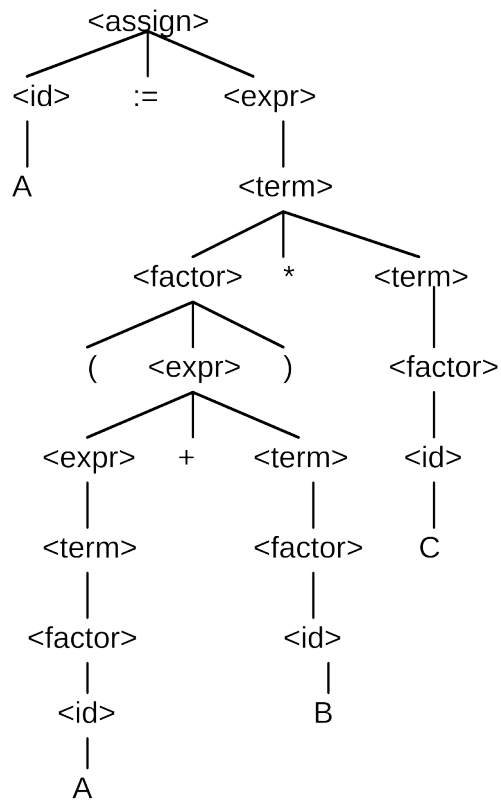 <assign>
<id> := <expr>
A <term>
<factor> * <term>
( <expr> ) <factor>
<expr> + <term> <id>
<term> <factor> C
<factor> <id>
<id> B
A